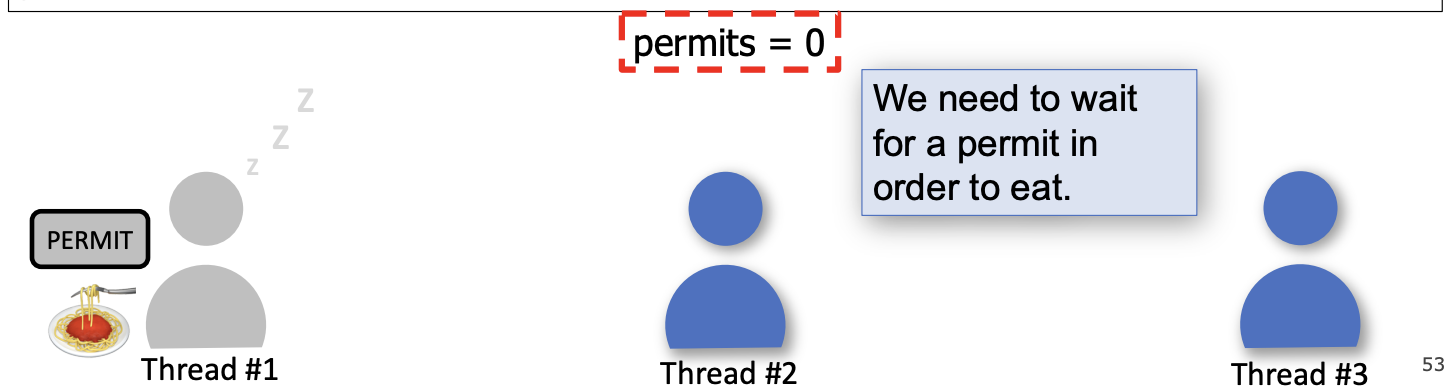 permits = 0
We need to wait
for a permit in
order to eat.
z
z
z
PERMIT
Thread #1
Thread #2
Thread #3
53